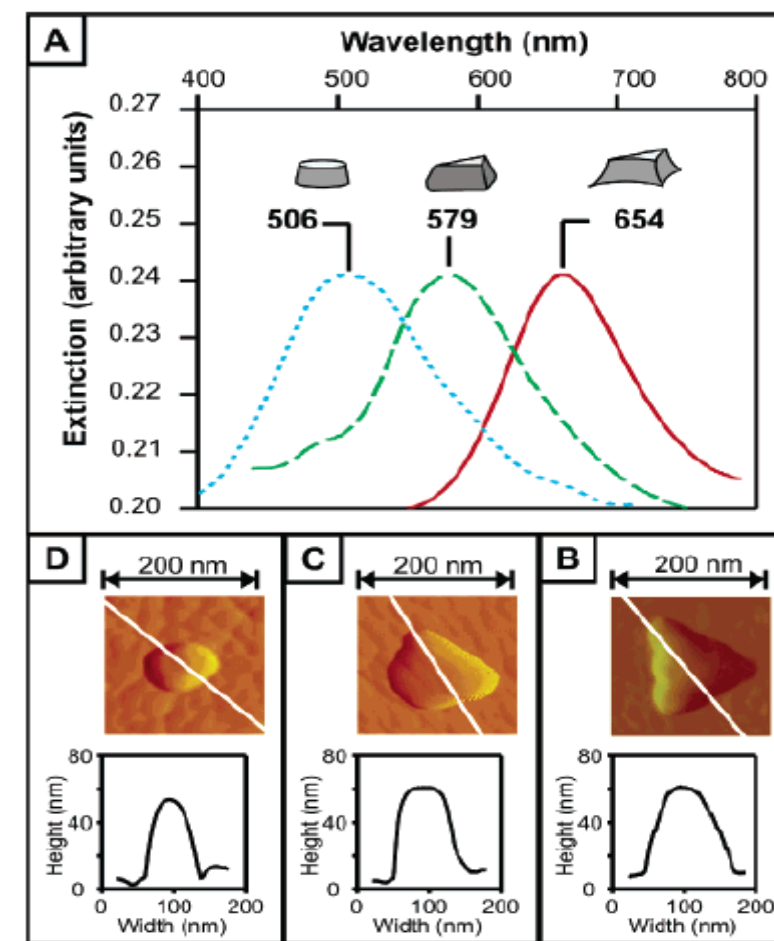 A
Wavelength (nm)
400 500 600 700 800
Extinction (arbitrary units)
0.27
0.26
0.25
0.24
0.23
0.22
0.21
0.20
506 579 654
D
200 nm
C
200 nm
B
200 nm
Height (nm)
80
40
0
0 100 200
Width (nm)
Height (nm)
80
40
0
0 100 200
Width (nm)
Height (nm)
80
40
0
0 100 200
Width (nm)